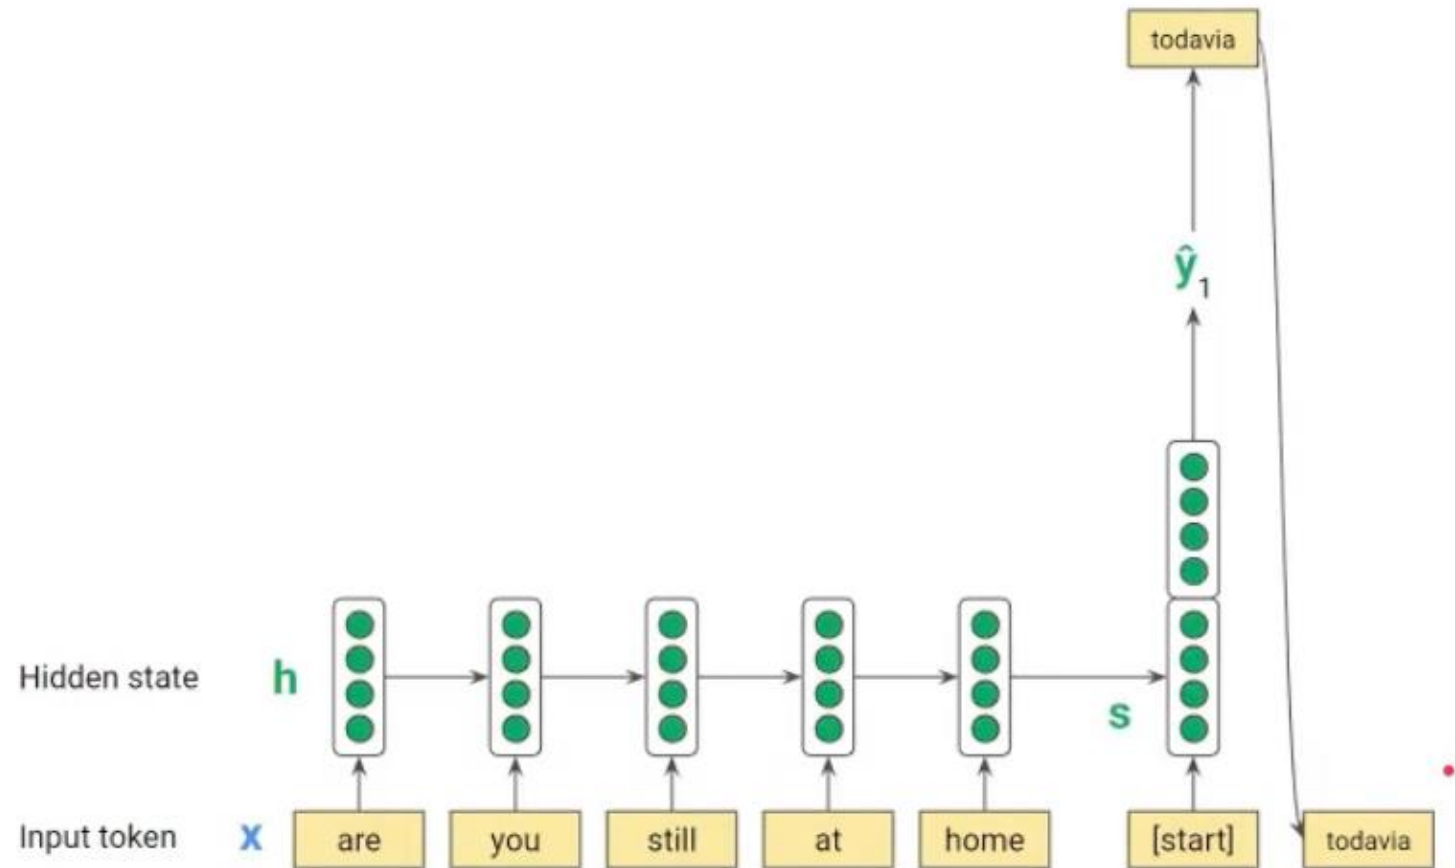 todavia
ŷ1
Hidden state h
s
Input token x are you still at home [start] todavia